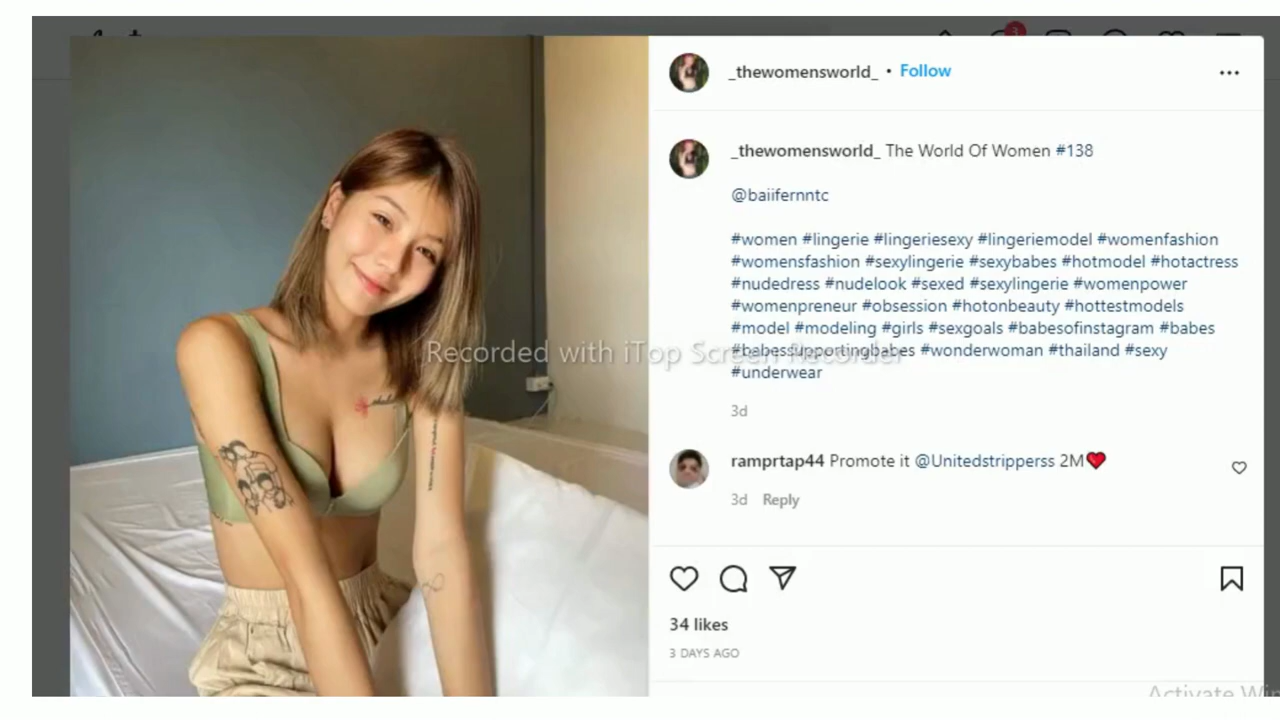 3
_thewomensworld_ • Follow
_thewomensworld_ The World Of Women #138
@baiifernntc
#women #lingerie #lingeriesexy #lingeriemodel #womenfashion
#womensfashion #sexylingerie #sexybabes #hotmodel #hotactress
#nudedress #nudelook #sexed #sexylingerie #womenpower
#womenpreneur #obsession #hotonbeauty #hottestmodels
#model #modeling #girls #sexgoals #babesofinstagram #babes
#babessupportingbabes #wonderwoman #thailand #sexy
Recorded with iTop Screen Recorder
#underwear
3d
ramprtap44 Promote it @Unitedstripperss 2M❤️
3d Reply
34 likes
3 DAYS AGO
Activate Win